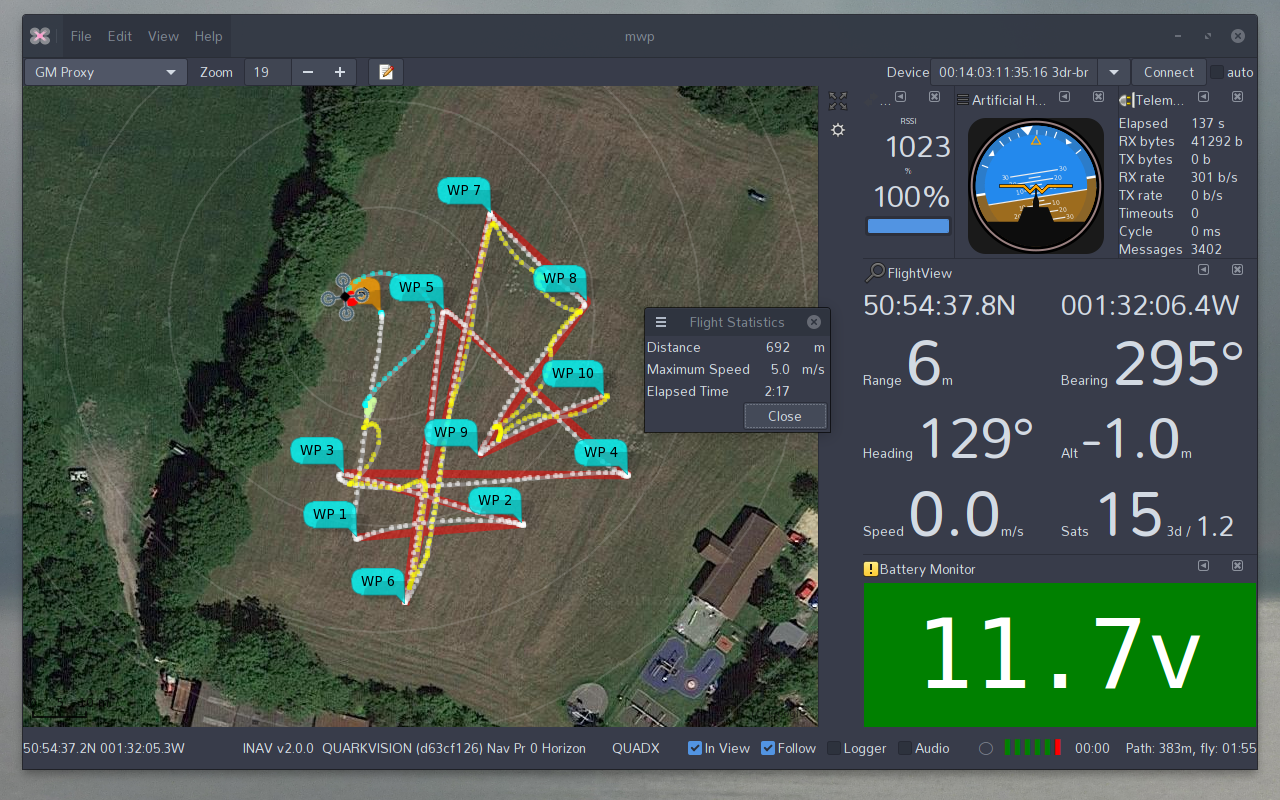 File Edit View Help
mwp
GM Proxy
Zoom 19 − +
Device 00:14:03:11:35:16 3dr-br Connect auto
WP 7
WP 8
WP 5
WP 10
WP 9
WP 3
WP 4
WP 2
WP 1
WP 6
Flight Statistics
Distance 692 m
Maximum Speed 5.0 m/s
Elapsed Time 2:17
Close
...
RSSI
1023
%
100%
Artificial H...
30 30
20 20
10 10
10 10
20 20
30
Telem...
Elapsed 137 s
RX bytes 41292 b
TX bytes 0 b
RX rate 301 b/s
TX rate 0 b/s
Timeouts 0
Cycle 0 ms
Messages 3402
FlightView
50:54:37.8N 001:32:06.4W
Range 6m Bearing 295°
Heading 129° Alt -1.0m
Speed 0.0m/s Sats 15 3d / 1.2
Battery Monitor
11.7v
50:54:37.2N 001:32:05.3W INAV v2.0.0 QUARKVISION (d63cf126) Nav Pr 0 Horizon QUADX In View Follow Logger Audio 00:00 Path: 383m, fly: 01:55